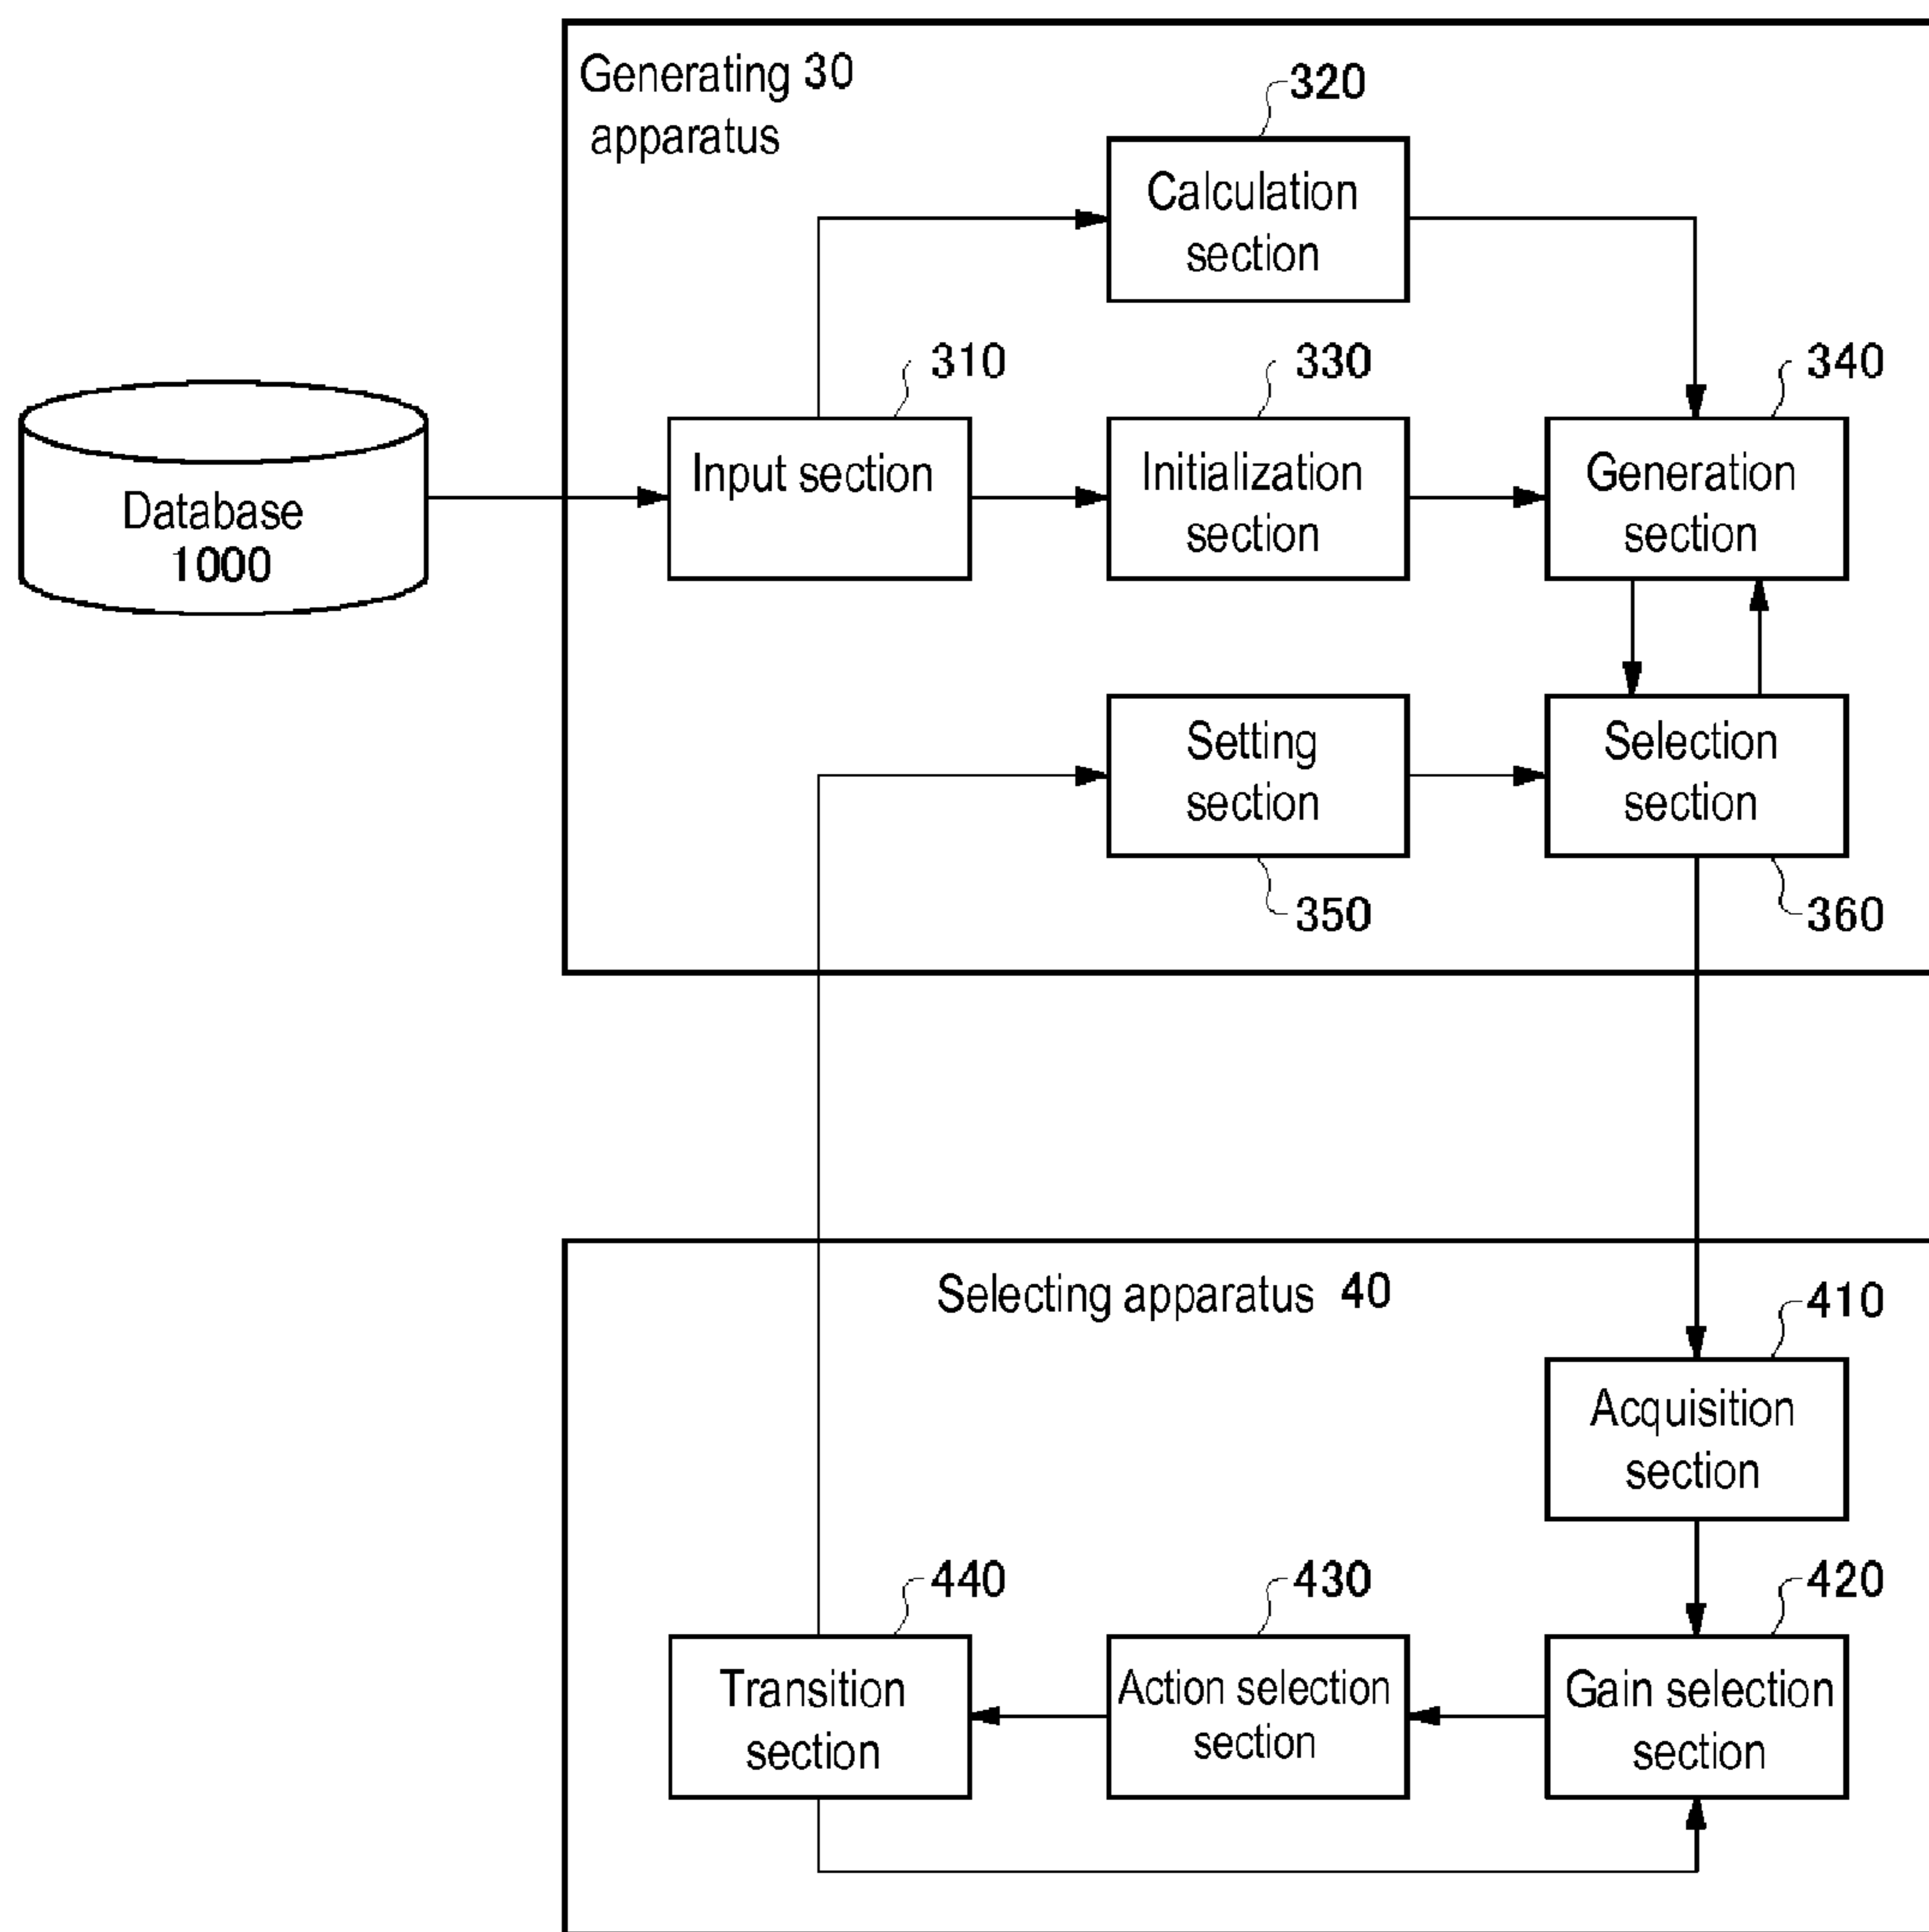 Generating 30
apparatus
320
Calculation
section
310
330
340
Input section
Initialization
section
Generation
section
Database
1000
Setting
section
Selection
section
350
360
Selecting apparatus 40
410
Acquisition
section
440
430
420
Transition
section
Action selection
section
Gain selection
section